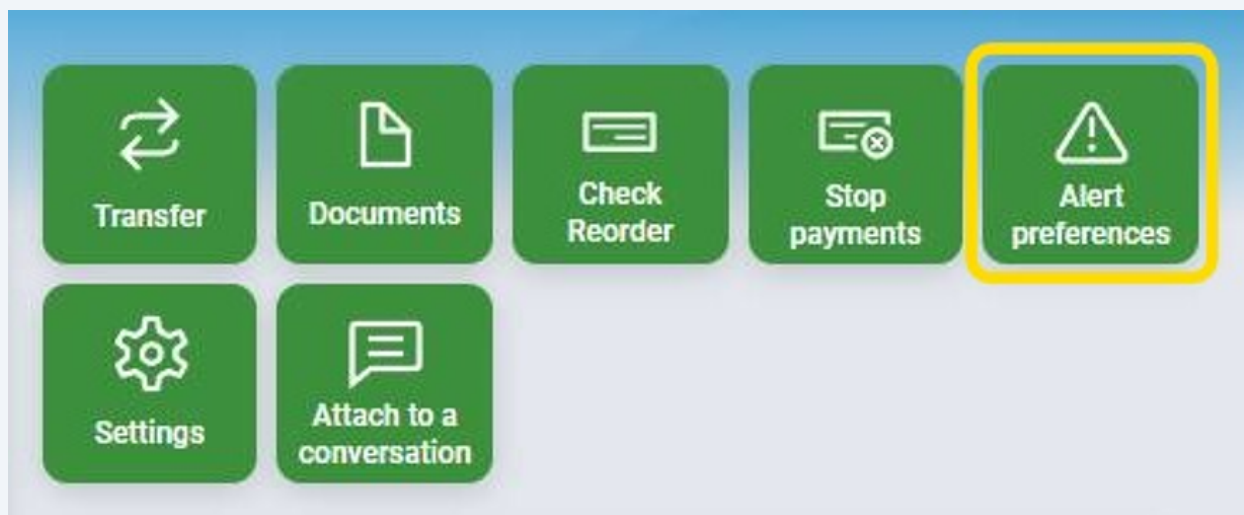 Transfer
Documents
Check
Reorder
Stop
payments
Alert
preferences
Settings
Attach to a
conversation